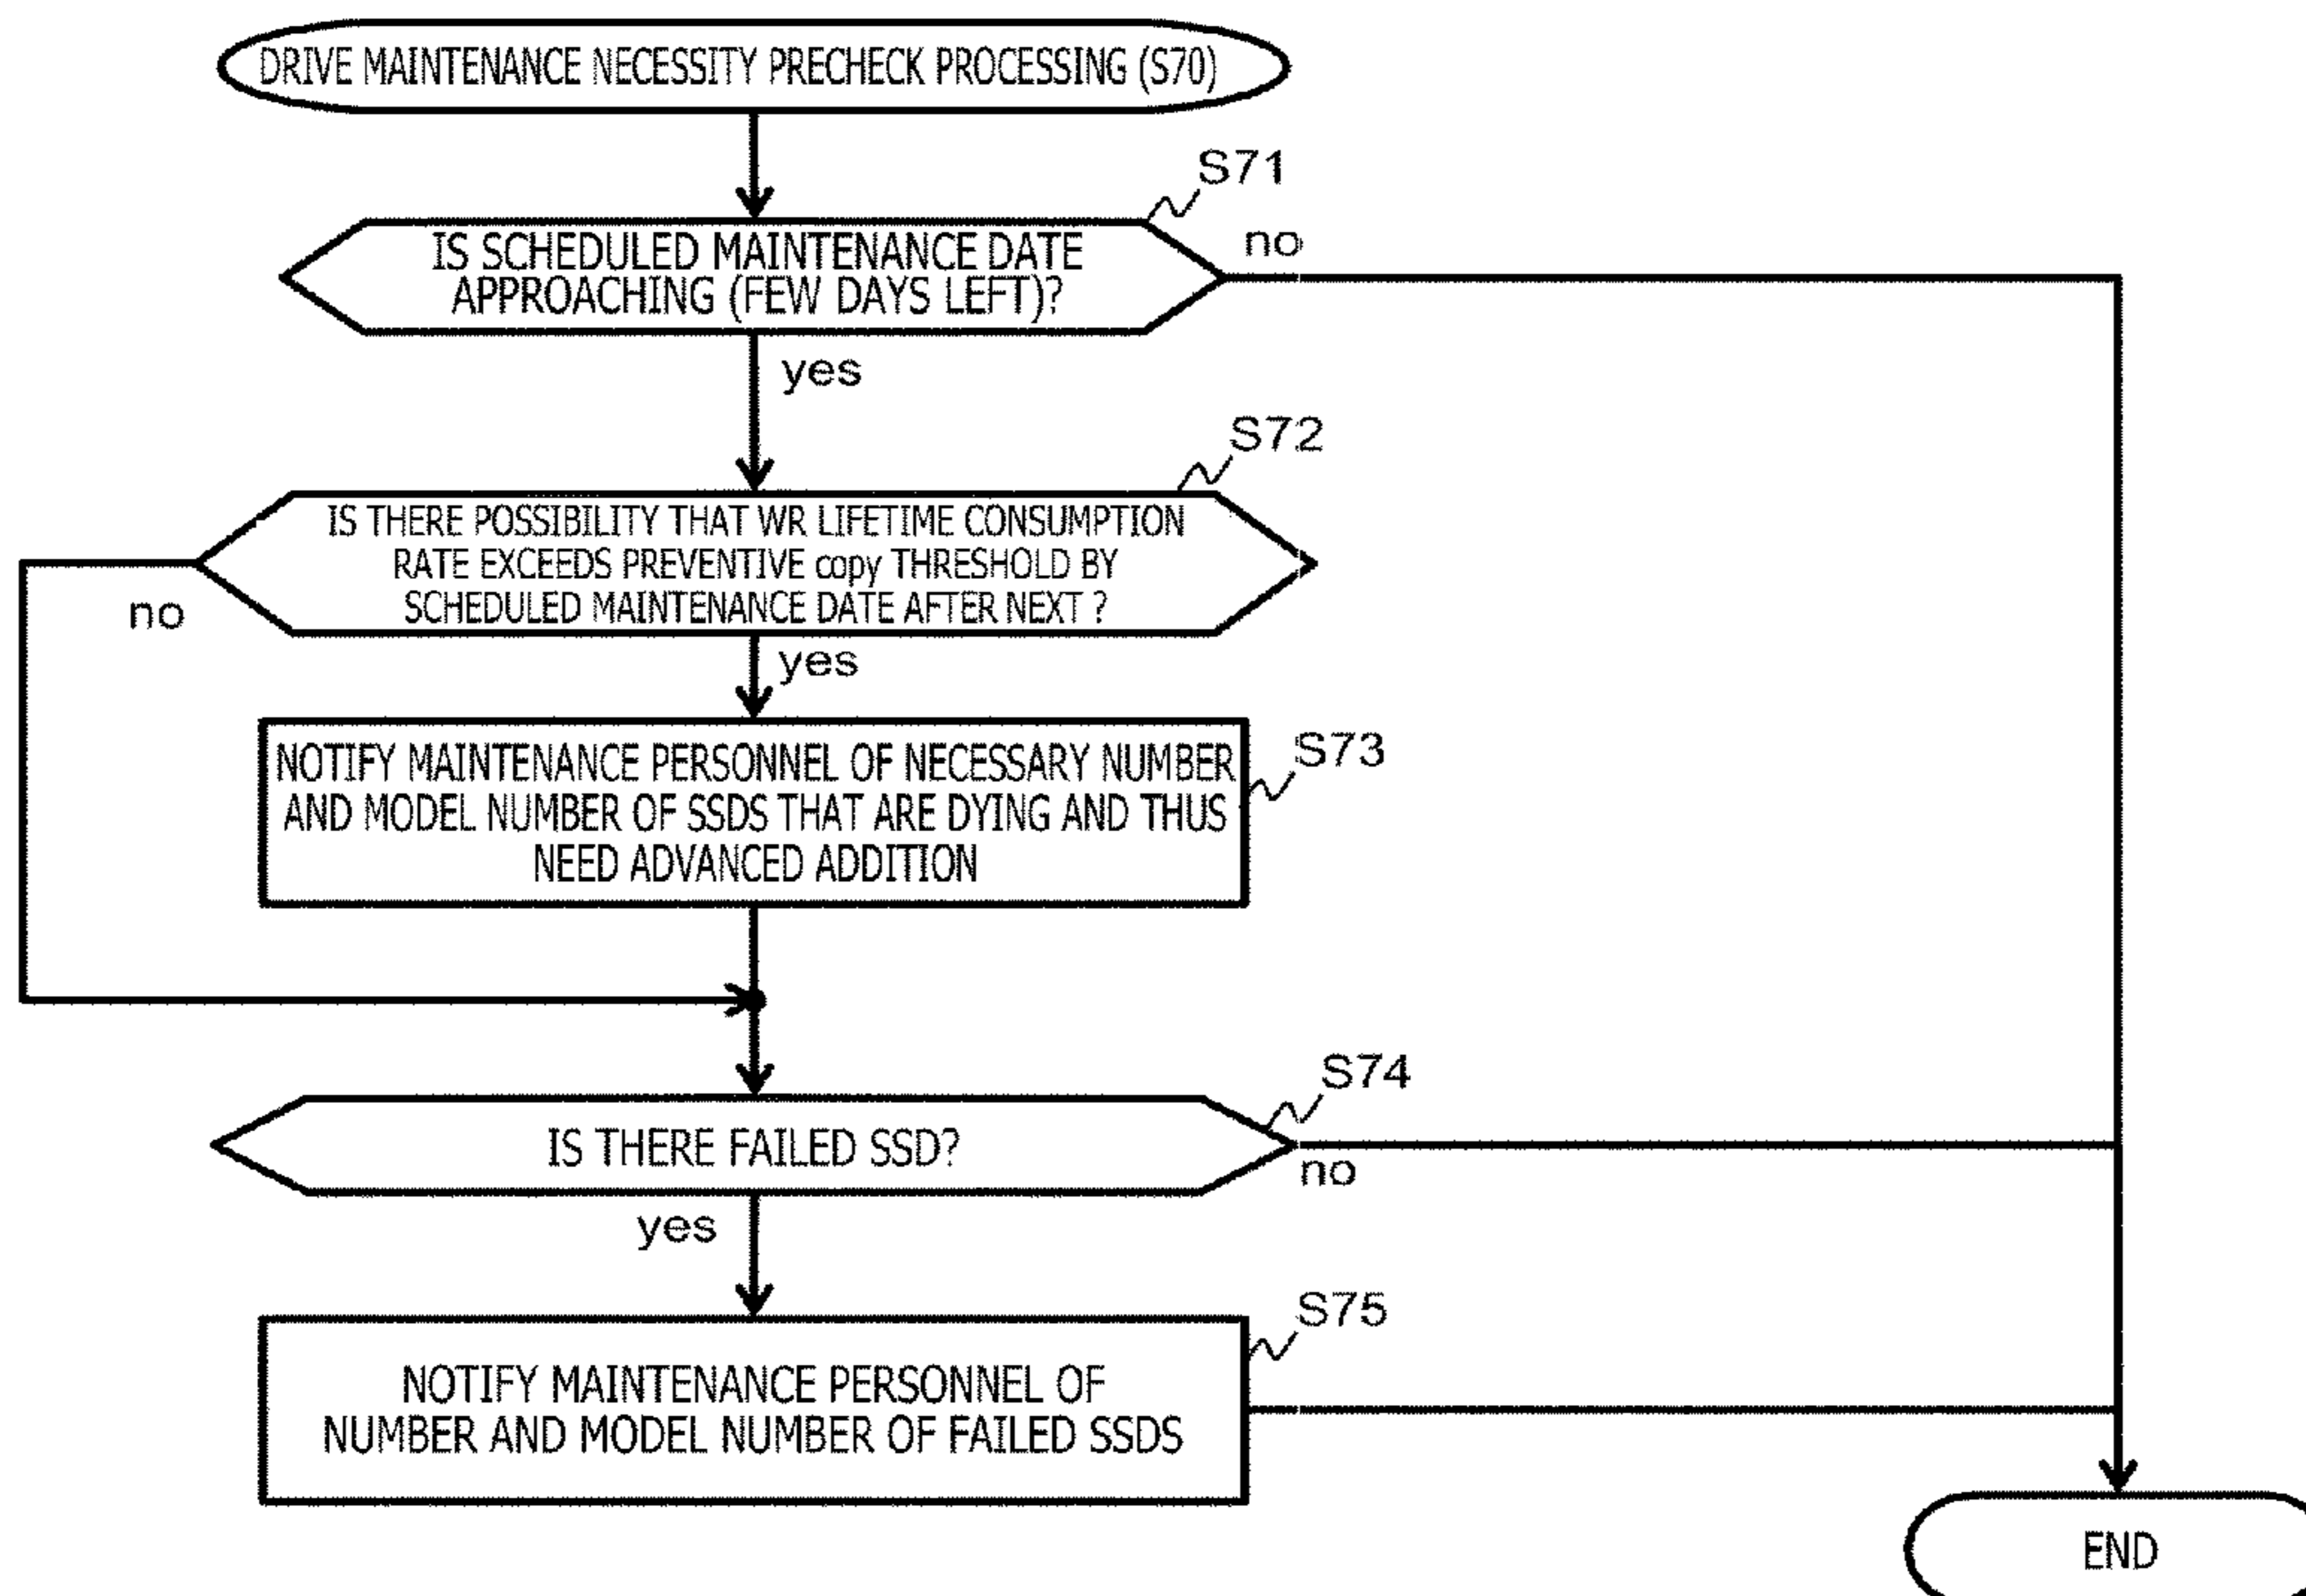 DRIVE MAINTENANCE NECESSITY PRECHECK PROCESSING (S70)
S71
IS SCHEDULED MAINTENANCE DATE
APPROACHING (FEW DAYS LEFT)?
no
yes
S72
IS THERE POSSIBILITY THAT WR LIFETIME CONSUMPTION
RATE EXCEEDS PREVENTIVE copy THRESHOLD BY
SCHEDULED MAINTENANCE DATE AFTER NEXT ?
no
yes
S73
NOTIFY MAINTENANCE PERSONNEL OF NECESSARY NUMBER
AND MODEL NUMBER OF SSDS THAT ARE DYING AND THUS
NEED ADVANCED ADDITION
S74
IS THERE FAILED SSD?
no
yes
S75
NOTIFY MAINTENANCE PERSONNEL OF
NUMBER AND MODEL NUMBER OF FAILED SSDS
END